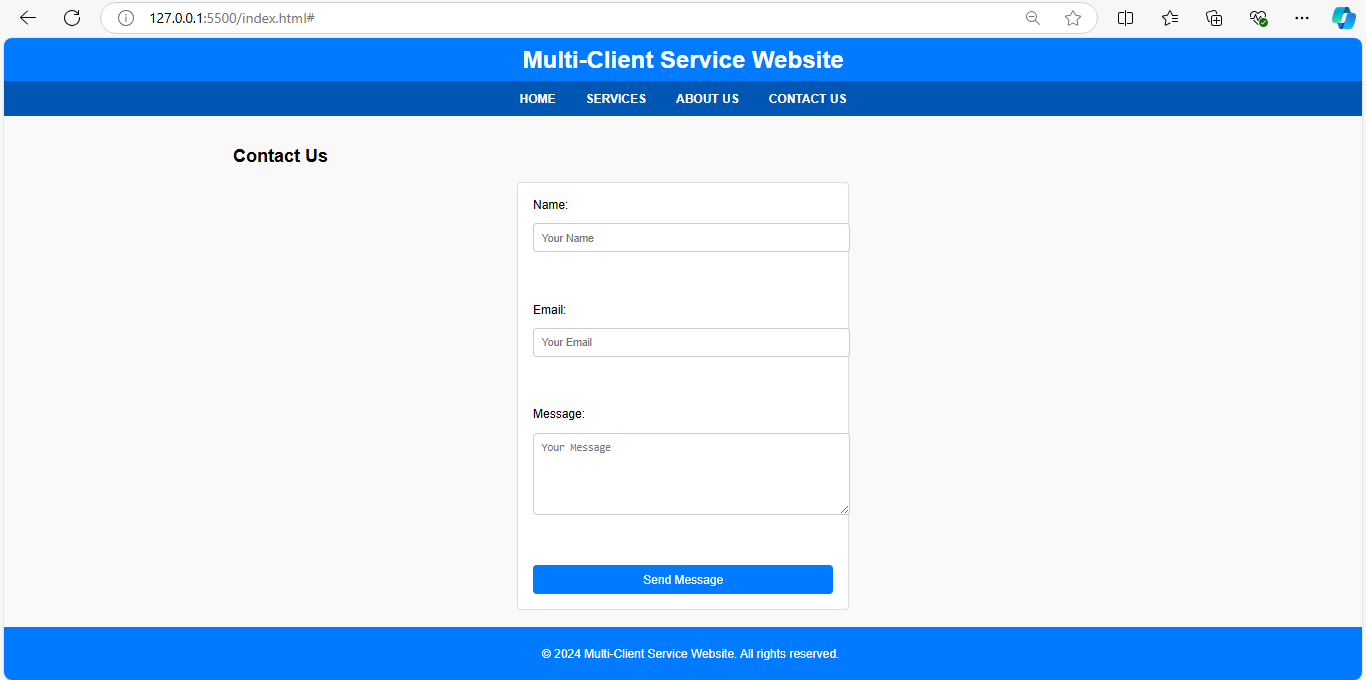 127.0.0.1:5500/index.html#
Multi-Client Service Website
HOME SERVICES ABOUT US CONTACT US
Contact Us
Name:
Your Name
Email:
Your Email
Message:
Your Message
Send Message
© 2024 Multi-Client Service Website. All rights reserved.